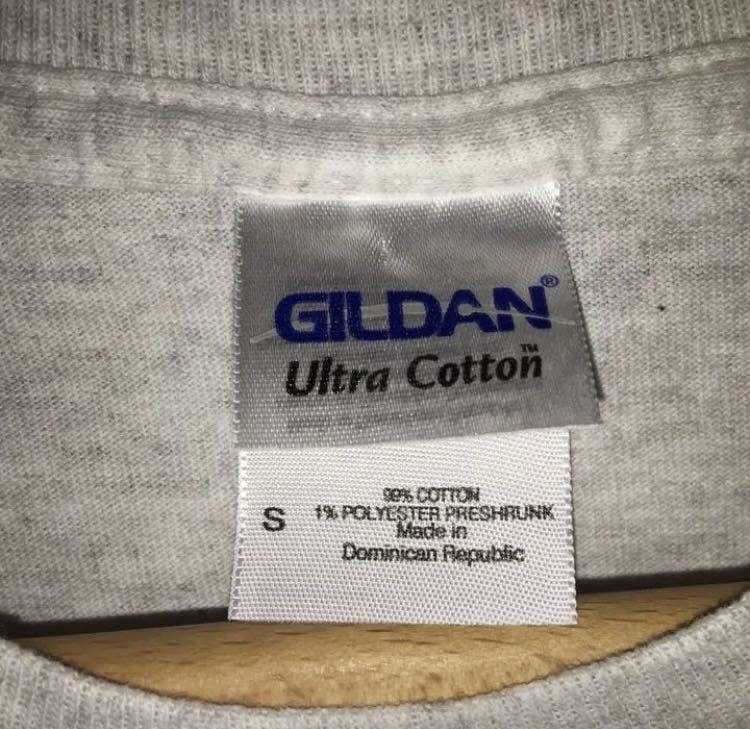 GILDAN®
Ultra Cotton™
S
99% COTTON
1% POLYESTER PRESHRUNK
Made in
Dominican Republic